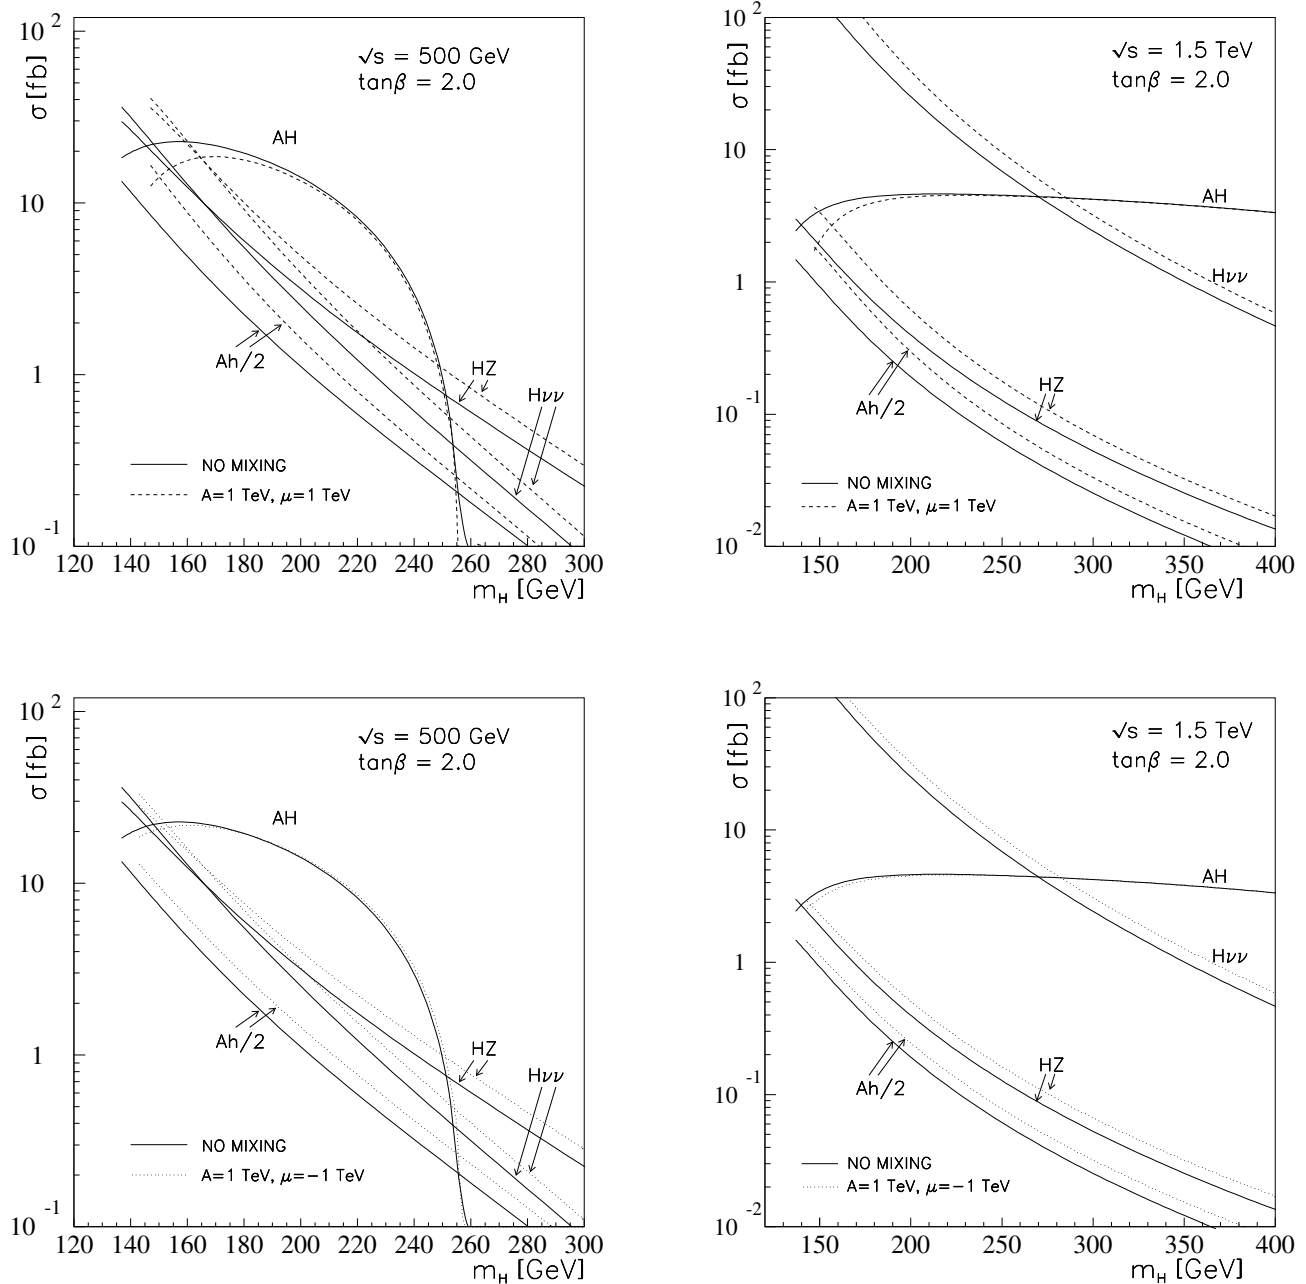 10 2
σ [fb]
√s = 500 GeV
tanβ = 2.0
AH
10
Ah/2
1
HZ
Hνν
NO MIXING
A=1 TeV, μ=1 TeV
10 -1
120 140 160 180 200 220 240 260 280 300
m_H [GeV]
10 2
σ [fb]
√s = 1.5 TeV
tanβ = 2.0
10
AH
1
Hνν
HZ
Ah/2
10 -1
NO MIXING
A=1 TeV, μ=1 TeV
10 -2
150 200 250 300 350 400
m_H [GeV]
10 2
σ [fb]
√s = 500 GeV
tanβ = 2.0
AH
10
Ah/2
1
HZ
Hνν
NO MIXING
A=1 TeV, μ=−1 TeV
10 -1
120 140 160 180 200 220 240 260 280 300
m_H [GeV]
10 2
σ [fb]
√s = 1.5 TeV
tanβ = 2.0
10
AH
1
Hνν
HZ
Ah/2
10 -1
NO MIXING
A=1 TeV, μ=−1 TeV
10 -2
150 200 250 300 350 400
m_H [GeV]